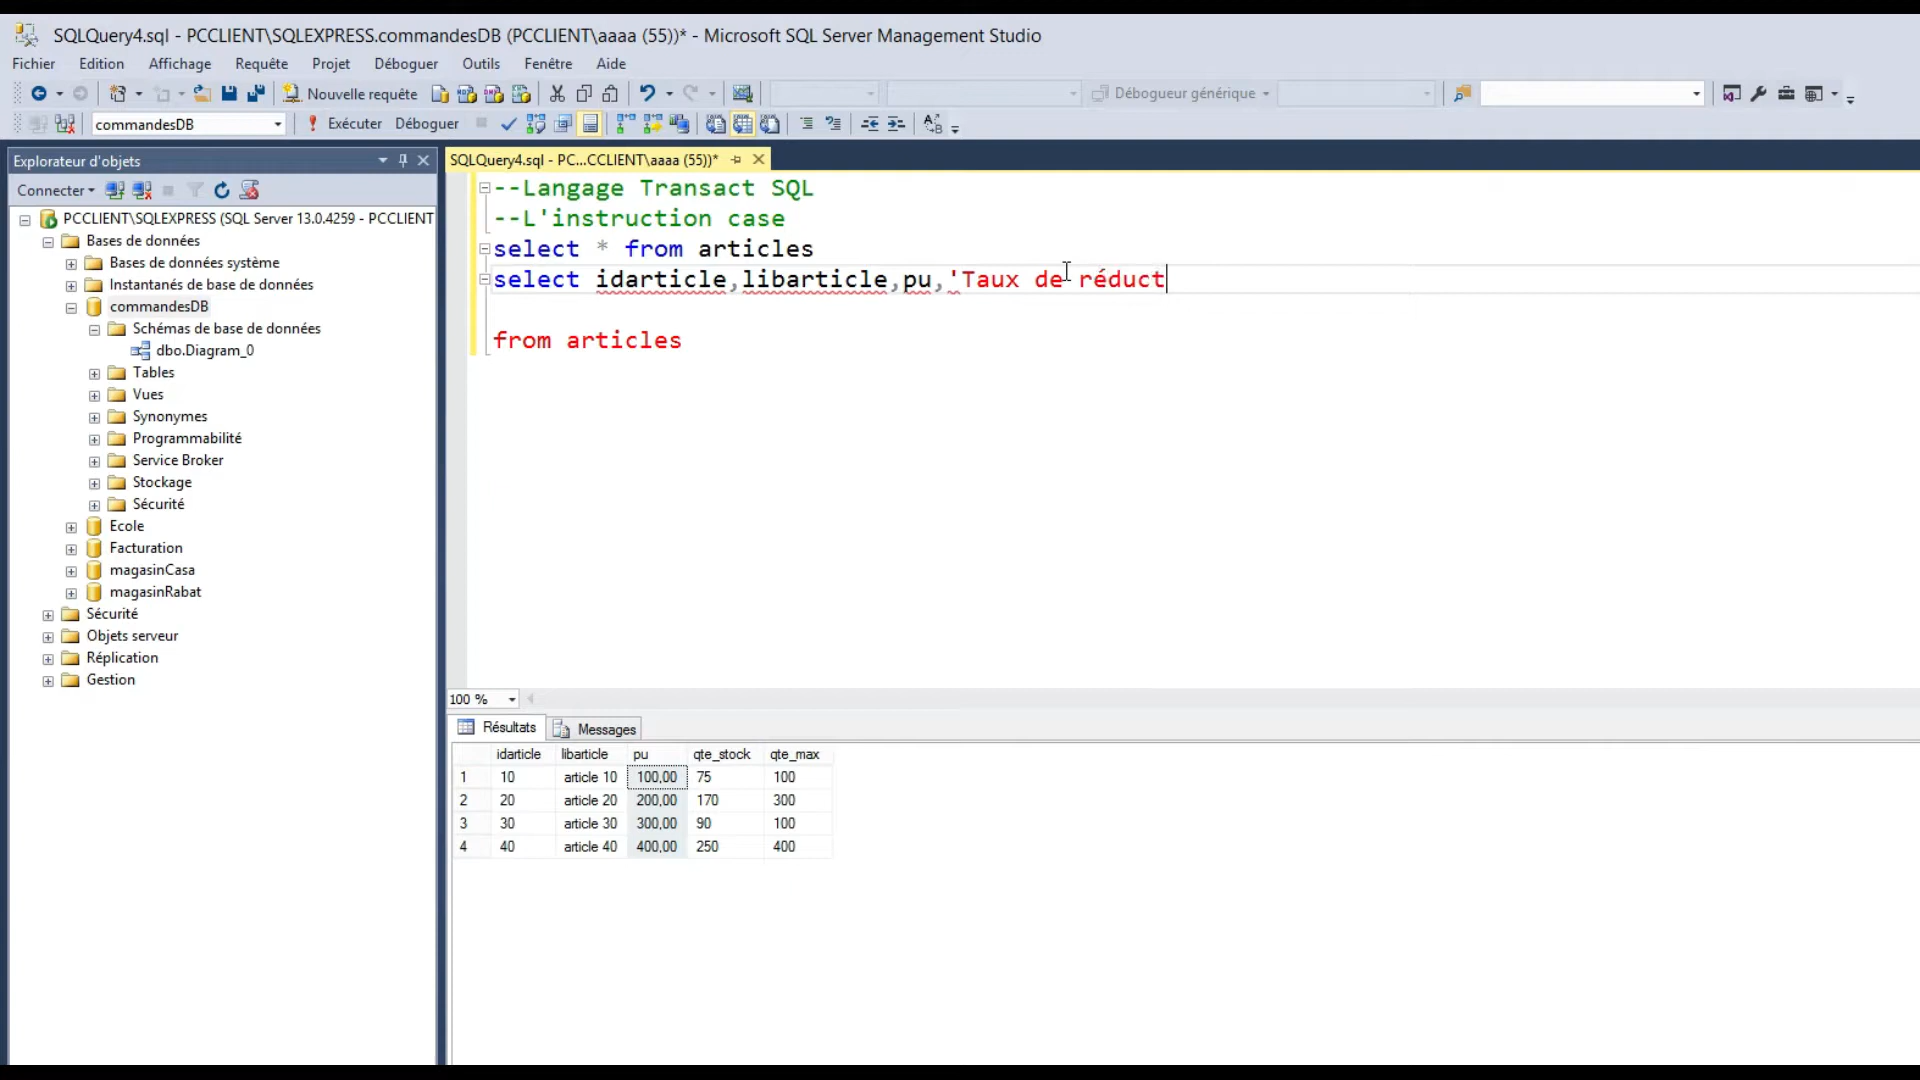 SQLQuery4.sql - PCCLIENT\SQLEXPRESS.commandesDB (PCCLIENT\aaaa (55))* - Microsoft SQL Server Management Studio
Fichier Edition Affichage Requête Projet Déboguer Outils Fenêtre Aide
Nouvelle requête Débogueur générique
commandesDB Exécuter Déboguer
Explorateur d'objets
SQLQuery4.sql - PC...CCLIENT\aaaa (55))*
Connecter
PCCLIENT\SQLEXPRESS (SQL Server 13.0.4259 - PCCLIENT
Bases de données
Bases de données système
Instantanés de base de données
commandesDB
Schémas de base de données
dbo.Diagram_0
Tables
Vues
Synonymes
Programmabilité
Service Broker
Stockage
Sécurité
Ecole
Facturation
magasinCasa
magasinRabat
Sécurité
Objets serveur
Réplication
Gestion
--Langage Transact SQL
--L'instruction case
select * from articles
select idarticle,libarticle,pu,'Taux de réduct
from articles
100 %
Résultats Messages
idarticle libarticle pu qte_stock qte_max
1 10 article 10 100,00 75 100
2 20 article 20 200,00 170 300
3 30 article 30 300,00 90 100
4 40 article 40 400,00 250 400